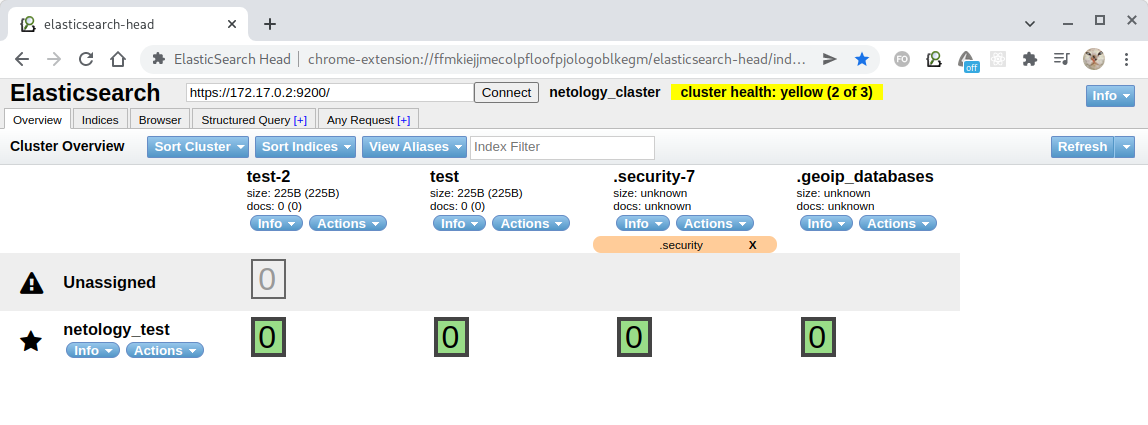 elasticsearch-head
ElasticSearch Head | chrome-extension://ffmkiejjmecolpfloofpjologoblkegm/elasticsearch-head/ind…
FO
off
Elasticsearch https://172.17.0.2:9200/ Connect netology_claster cluster health: yellow (2 of 3) Info
Overview Indices Browser Structured Query [+] Any Request [+]
Cluster Overview Sort Cluster Sort Indices View Aliases Index Filter Refresh
test-2 test .security-7 .geoip_databases
size: 225B (225B) size: 225B (225B) size: unknown size: unknown
docs: 0 (0) docs: 0 (0) docs: unknown docs: unknown
Info Actions Info Actions Info Actions Info Actions
.security X
Unassigned 0
netology_test 0 0 0 0
Info Actions